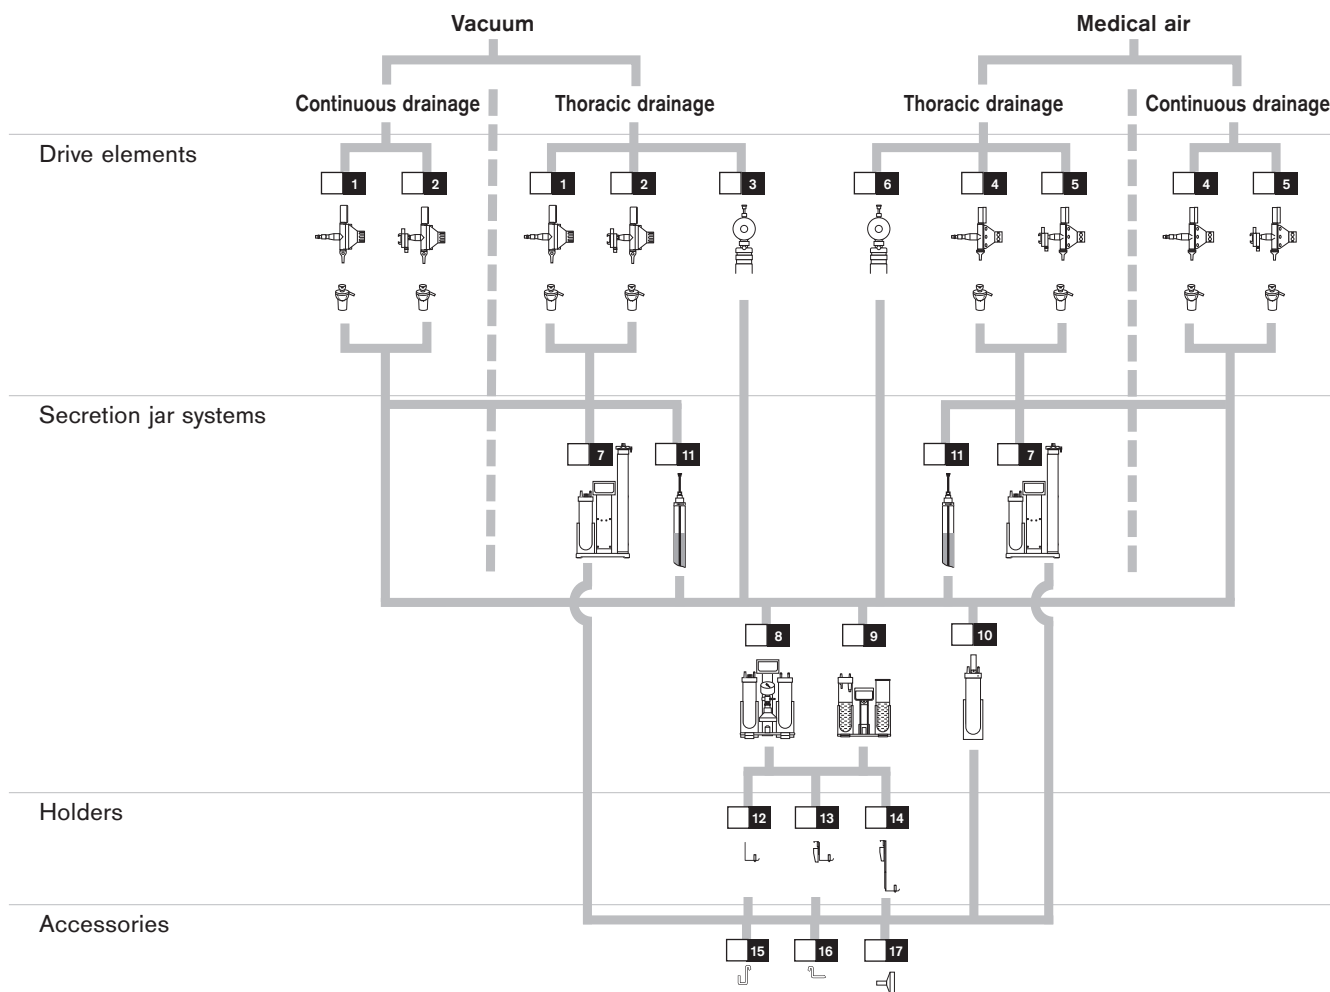 Vacuum Medical air
Continuous drainage Thoracic drainage Thoracic drainage Continuous drainage
Drive elements
1 2 1 2 3 6 4 5 4 5
Secretion jar systems
7 11 11 7
8 9 10
Holders
12 13 14
Accessories
15 16 17